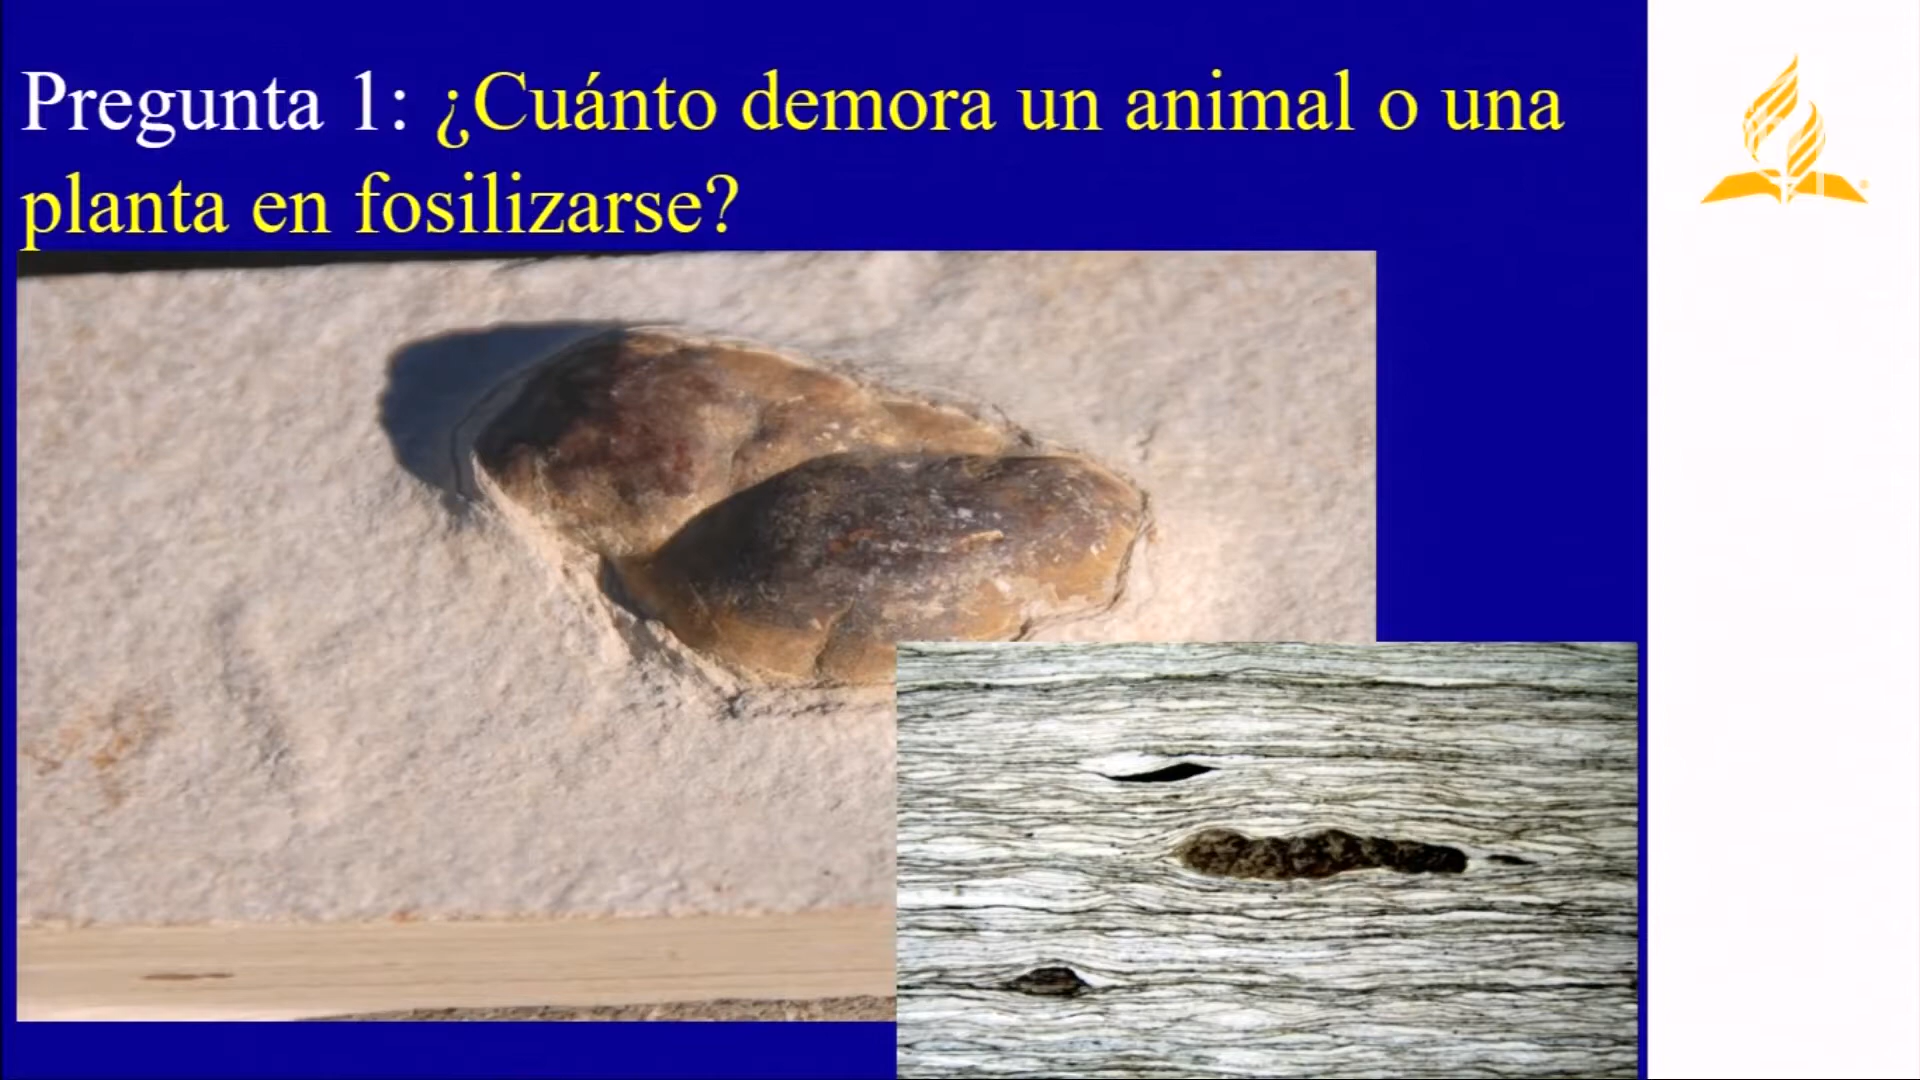 Pregunta 1: ¿Cuánto demora un animal o una
planta en fosilizarse?